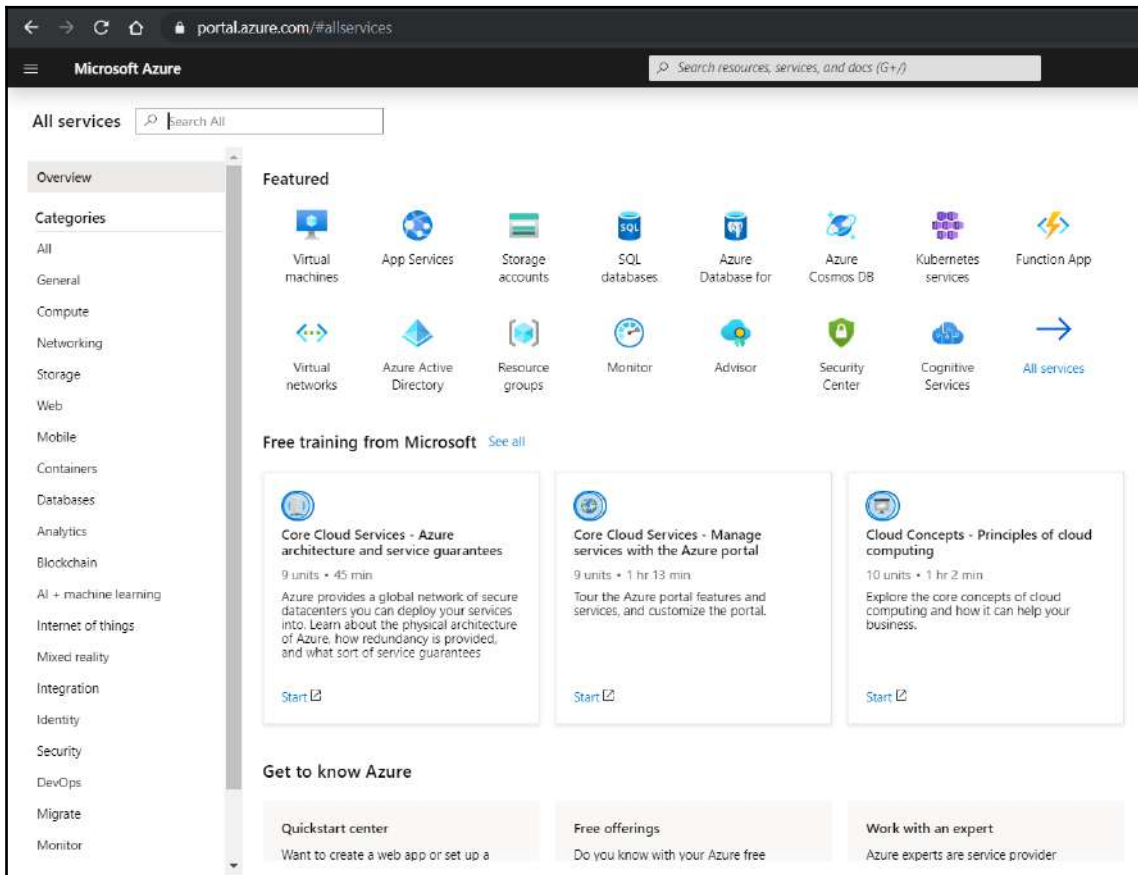 portal.azure.com/#allservices
Microsoft Azure
Search resources, services, and docs (G+/)
All services
Search All
Overview
Categories
All
General
Compute
Networking
Storage
Web
Mobile
Containers
Databases
Analytics
Blockchain
AI + machine learning
Internet of things
Mixed reality
Integration
Identity
Security
DevOps
Migrate
Monitor
Featured
Virtual
machines
App Services
Storage
accounts
SQL
SQL
databases
Azure
Database for
Azure
Cosmos DB
Kubernetes
services
Function App
Virtual
networks
Azure Active
Directory
Resource
groups
Monitor
Advisor
Security
Center
Cognitive
Services
All services
Free training from Microsoft See all
Core Cloud Services - Azure
architecture and service guarantees
9 units • 45 min
Azure provides a global network of secure
datacenters you can deploy your services
into. Learn about the physical architecture
of Azure, how redundancy is provided,
and what sort of service guarantees
Start
Core Cloud Services - Manage
services with the Azure portal
9 units • 1 hr 13 min
Tour the Azure portal features and
services, and customize the portal.
Start
Cloud Concepts - Principles of cloud
computing
10 units • 1 hr 2 min
Explore the core concepts of cloud
computing and how it can help your
business.
Start
Get to know Azure
Quickstart center
Want to create a web app or set up a
Free offerings
Do you know with your Azure free
Work with an expert
Azure experts are service provider